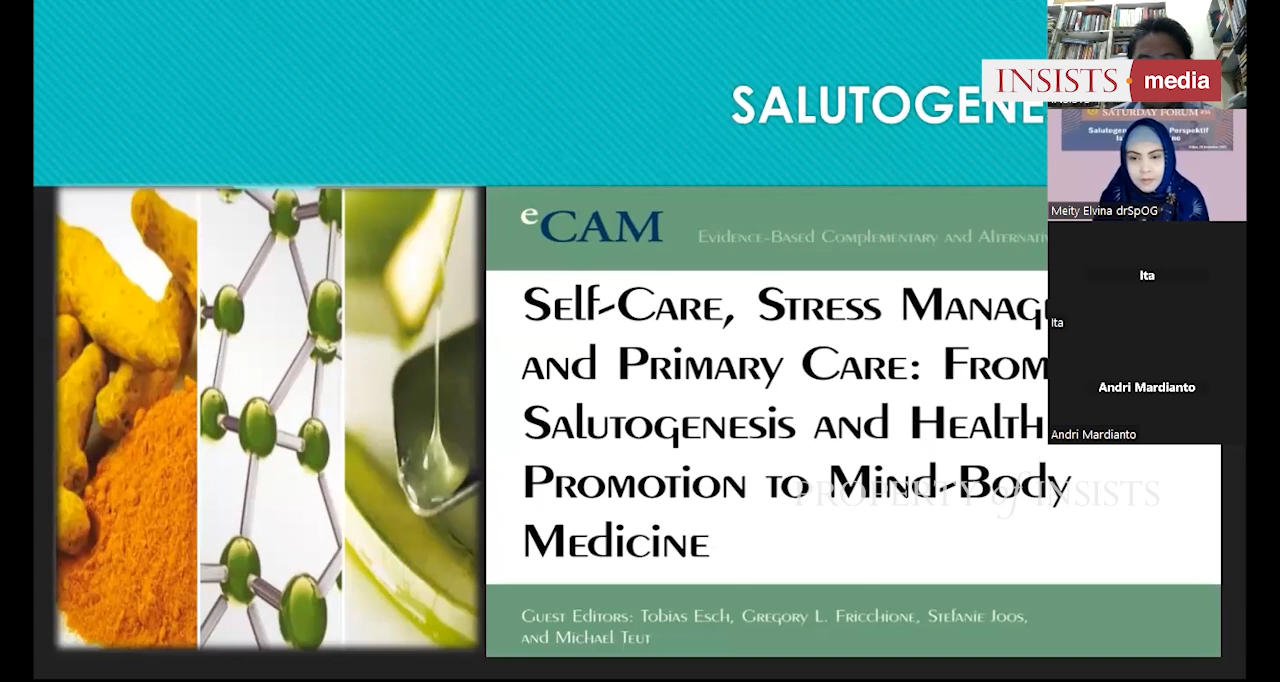 SALUTOGENE
INSISTS media
SATURDAY FORUM
Perspektif
Meity Elvina drSpOG
Ita
Ita
Andri Mardianto
Andri Mardianto
eCAM
Evidence-Based Complementary and Alternativ
Self-Care, Stress Manag
and Primary Care: From
Salutogenesis and Health
Promotion to Mind-Body
Medicine
PROPERTY of INSISTS
Guest Editors: Tobias Esch, Gregory L. Fricchione, Stefanie Joos,
and Michael Teut